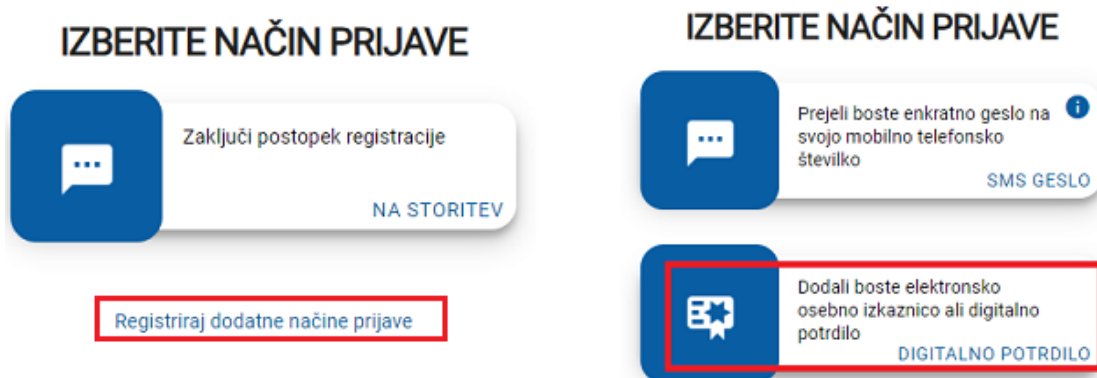 IZBERITE NAČIN PRIJAVE
Zaključi postopek registracije
NA STORITEV
Registriraj dodatne načine prijave
IZBERITE NAČIN PRIJAVE
Prejeli boste enkratno geslo na
svojo mobilno telefonsko
številko
SMS GESLO
Dodali boste elektronsko
osebno izkaznico ali digitalno
potrdilo
DIGITALNO POTRDILO